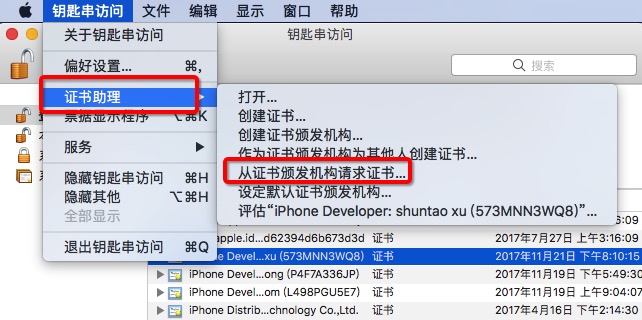 钥匙串访问 文件 编辑 显示 窗口 帮助
关于钥匙串访问
钥匙串访问
偏好设置... ⌘,
搜索
证书助理
票据显示程序 ⌥⌘K
服务
隐藏钥匙串访问 ⌘H
隐藏其他 ⌥⌘H
全部显示
退出钥匙串访问 ⌘Q
打开...
创建证书...
创建证书颁发机构...
作为证书颁发机构为其他人创建证书...
从证书颁发机构请求证书...
设定默认证书颁发机构...
评估“iPhone Developer: shuntao xu (573MNN3WQ8)”...
apple.id...d62394d6b673d3d 证书 2017年7月27日 上午3:16:09
iPhone Devel...xu (573MNN3WQ8) 证书 2017年11月21日 下午8:10:15
iPhone Devel...ong (P4F7A336JP) 证书 2017年11月19日 下午5:49:30
iPhone Devel...om (L498PGU5E7) 证书 2017年11月19日 下午9:04:07
iPhone Distrib...chnology Co., Ltd. 证书 2017年4月16日 下午2:14:30